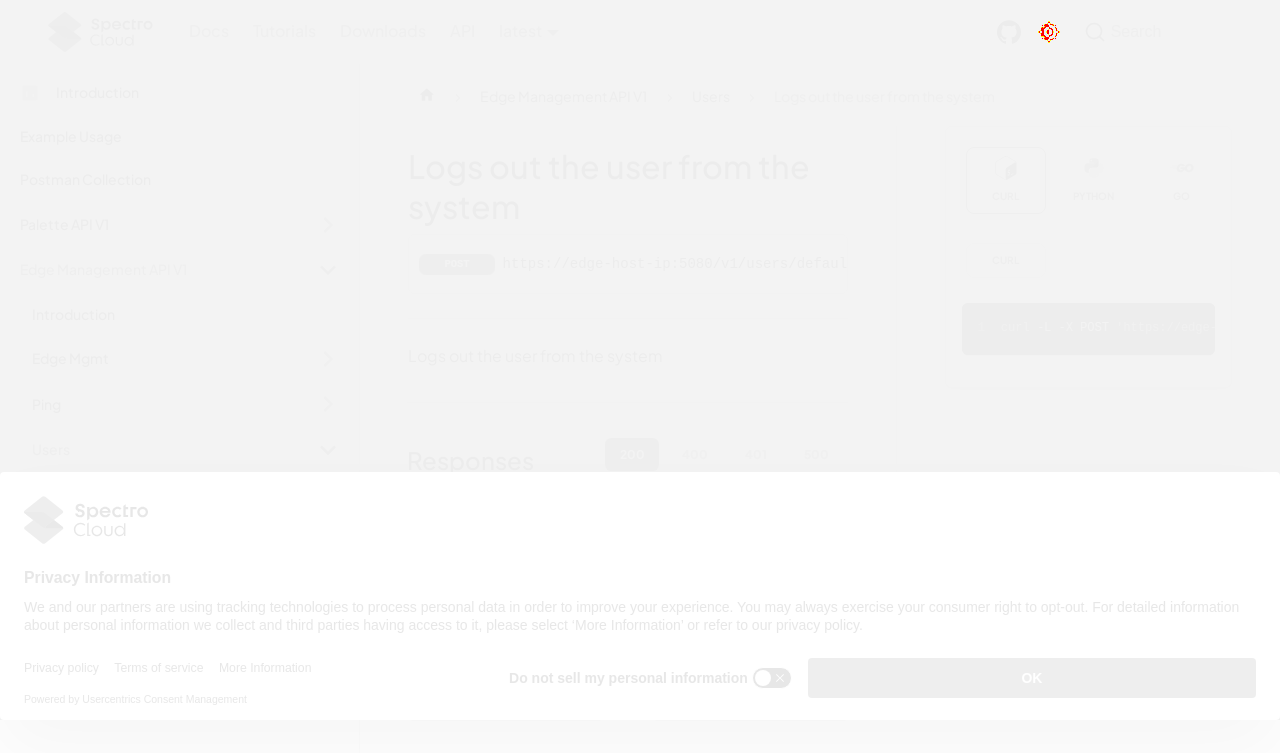 Spectro
Cloud
Docs Tutorials Downloads API latest
Search
Introduction
Example Usage
Postman Collection
Palette API V1
Edge Management API V1
Introduction
Edge Mgmt
Ping
Users
Edge Management API V1 Users Logs out the user from the system
Logs out the user from the
system
POST https://edge-host-ip:5080/v1/users/defaul
Logs out the user from the system
Responses
200
CURL PYTHON GO
CURL
Spectro
Cloud
Privacy Information
We and our partners are using tracking technologies to process personal data in order to improve your experience. You may always exercise your consumer right to opt-out. For detailed information
about personal information we collect and third parties having access to it, please select 'More Information' or refer to our privacy policy.
Privacy policy Terms of service More Information
Powered by Usercentrics Consent Management
Do not sell my personal information
OK